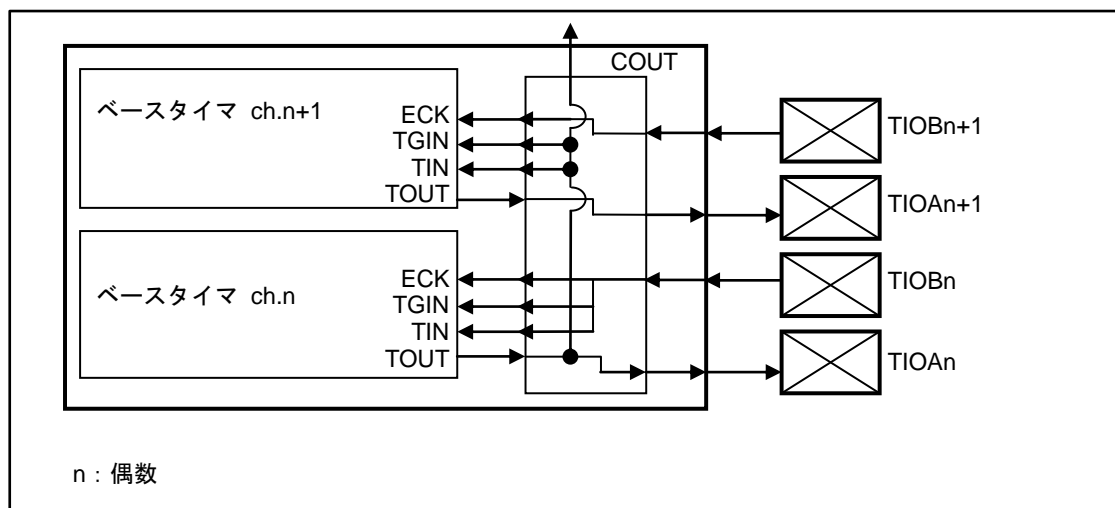 COUT
ベースタイマ ch.n+1
ECK
TGIN
TIN
TOUT
TIOBn+1
TIOAn+1
ベースタイマ ch.n
ECK
TGIN
TIN
TOUT
TIOBn
TIOAn
n：偶数